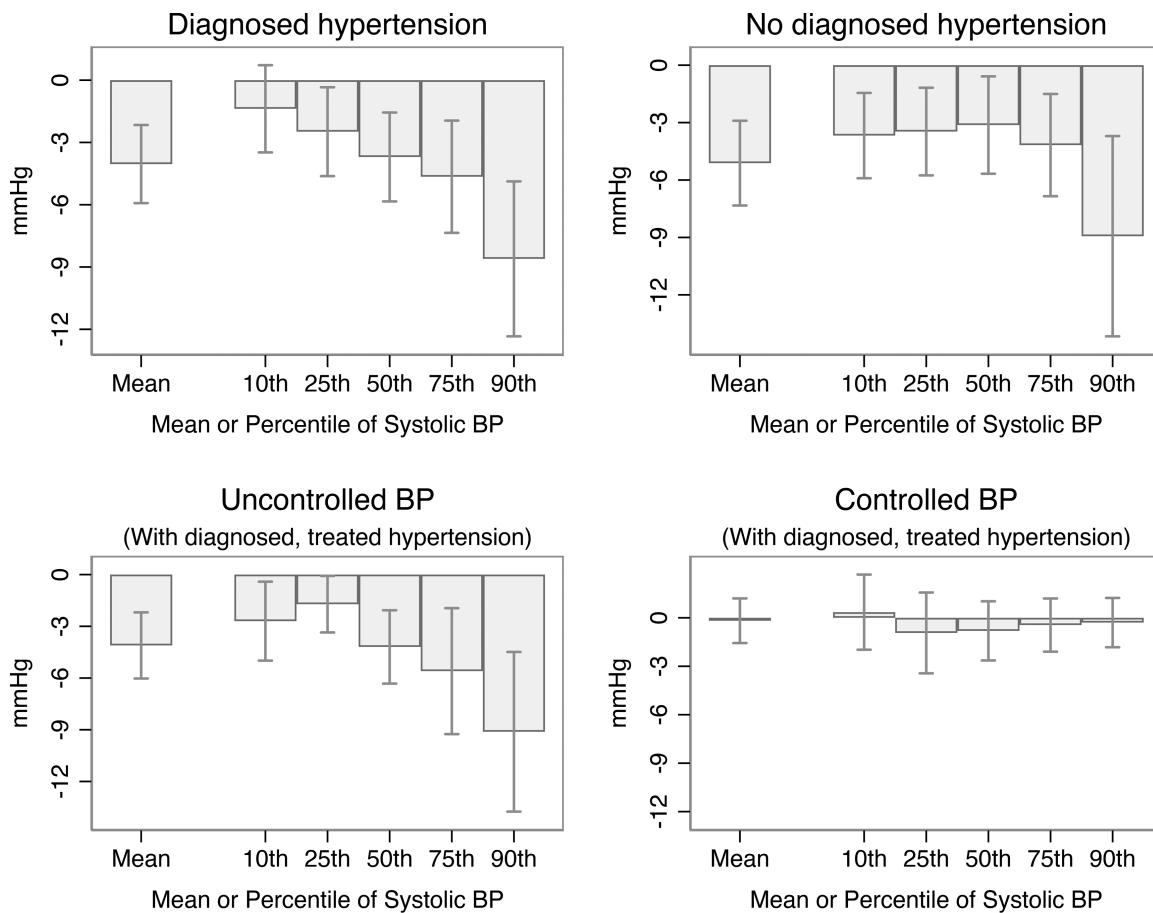 Diagnosed hypertension
mmHg
0
-3
-6
-9
-12
Mean 10th 25th 50th 75th 90th
Mean or Percentile of Systolic BP
No diagnosed hypertension
mmHg
0
-3
-6
-9
-12
Mean 10th 25th 50th 75th 90th
Mean or Percentile of Systolic BP
Uncontrolled BP
(With diagnosed, treated hypertension)
mmHg
0
-3
-6
-9
-12
Mean 10th 25th 50th 75th 90th
Mean or Percentile of Systolic BP
Controlled BP
(With diagnosed, treated hypertension)
mmHg
0
-3
-6
-9
-12
Mean 10th 25th 50th 75th 90th
Mean or Percentile of Systolic BP